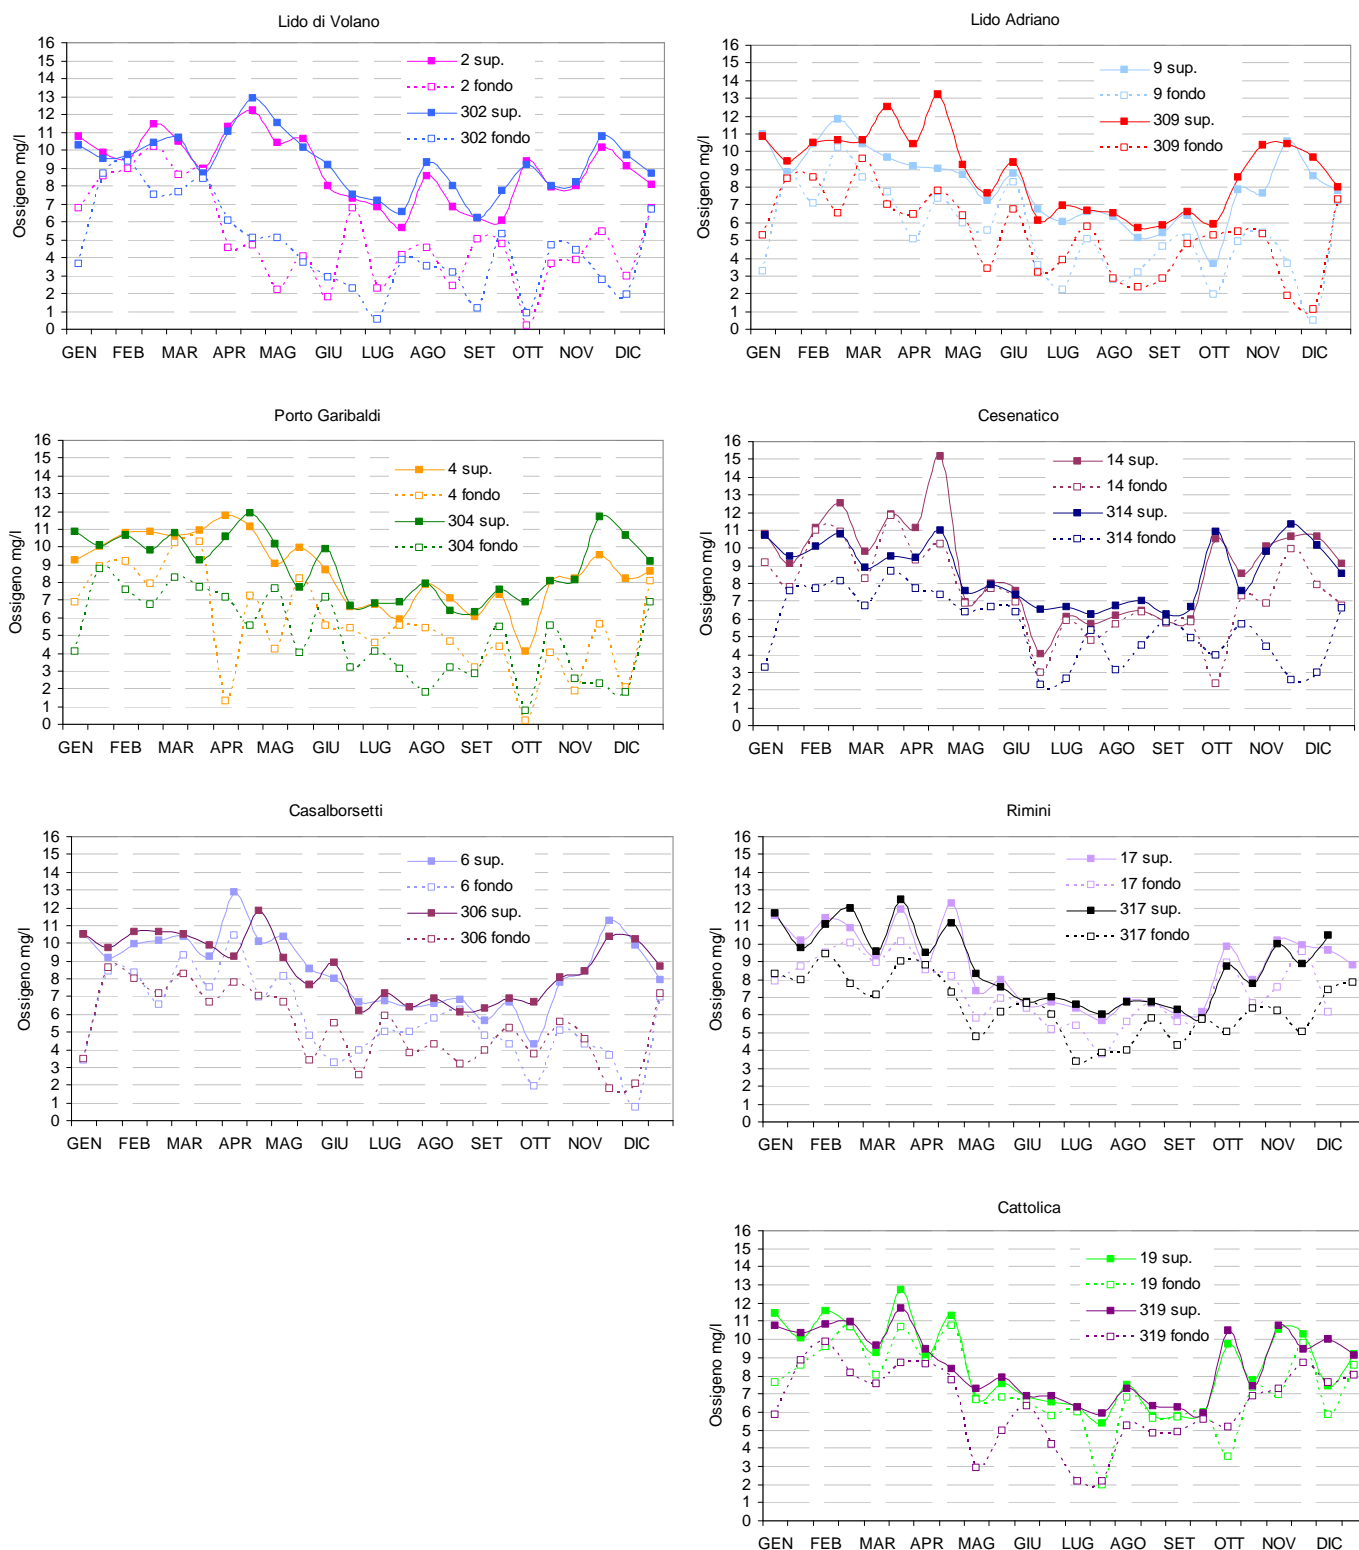 Lido di Volano
16
15
14
13
12
11
10
9
8
7
6
5
4
3
2
1
0
Ossigeno mg/l
2 sup.
2 fondo
302 sup.
302 fondo
GEN FEB MAR APR MAG GIU LUG AGO SET OTT NOV DIC
Lido Adriano
16
15
14
13
12
11
10
9
8
7
6
5
4
3
2
1
0
Ossigeno mg/l
9 sup.
9 fondo
309 sup.
309 fondo
GEN FEB MAR APR MAG GIU LUG AGO SET OTT NOV DIC
Porto Garibaldi
16
15
14
13
12
11
10
9
8
7
6
5
4
3
2
1
0
Ossigeno mg/l
4 sup.
4 fondo
304 sup.
304 fondo
GEN FEB MAR APR MAG GIU LUG AGO SET OTT NOV DIC
Cesenatico
16
15
14
13
12
11
10
9
8
7
6
5
4
3
2
1
0
Ossigeno mg/l
14 sup.
14 fondo
314 sup.
314 fondo
GEN FEB MAR APR MAG GIU LUG AGO SET OTT NOV DIC
Casalborsetti
16
15
14
13
12
11
10
9
8
7
6
5
4
3
2
1
0
Ossigeno mg/l
6 sup.
6 fondo
306 sup.
306 fondo
GEN FEB MAR APR MAG GIU LUG AGO SET OTT NOV DIC
Rimini
16
15
14
13
12
11
10
9
8
7
6
5
4
3
2
1
0
Ossigeno mg/l
17 sup.
17 fondo
317 sup.
317 fondo
GEN FEB MAR APR MAG GIU LUG AGO SET OTT NOV DIC
Cattolica
16
15
14
13
12
11
10
9
8
7
6
5
4
3
2
1
0
Ossigeno mg/l
19 sup.
19 fondo
319 sup.
319 fondo
GEN FEB MAR APR MAG GIU LUG AGO SET OTT NOV DIC